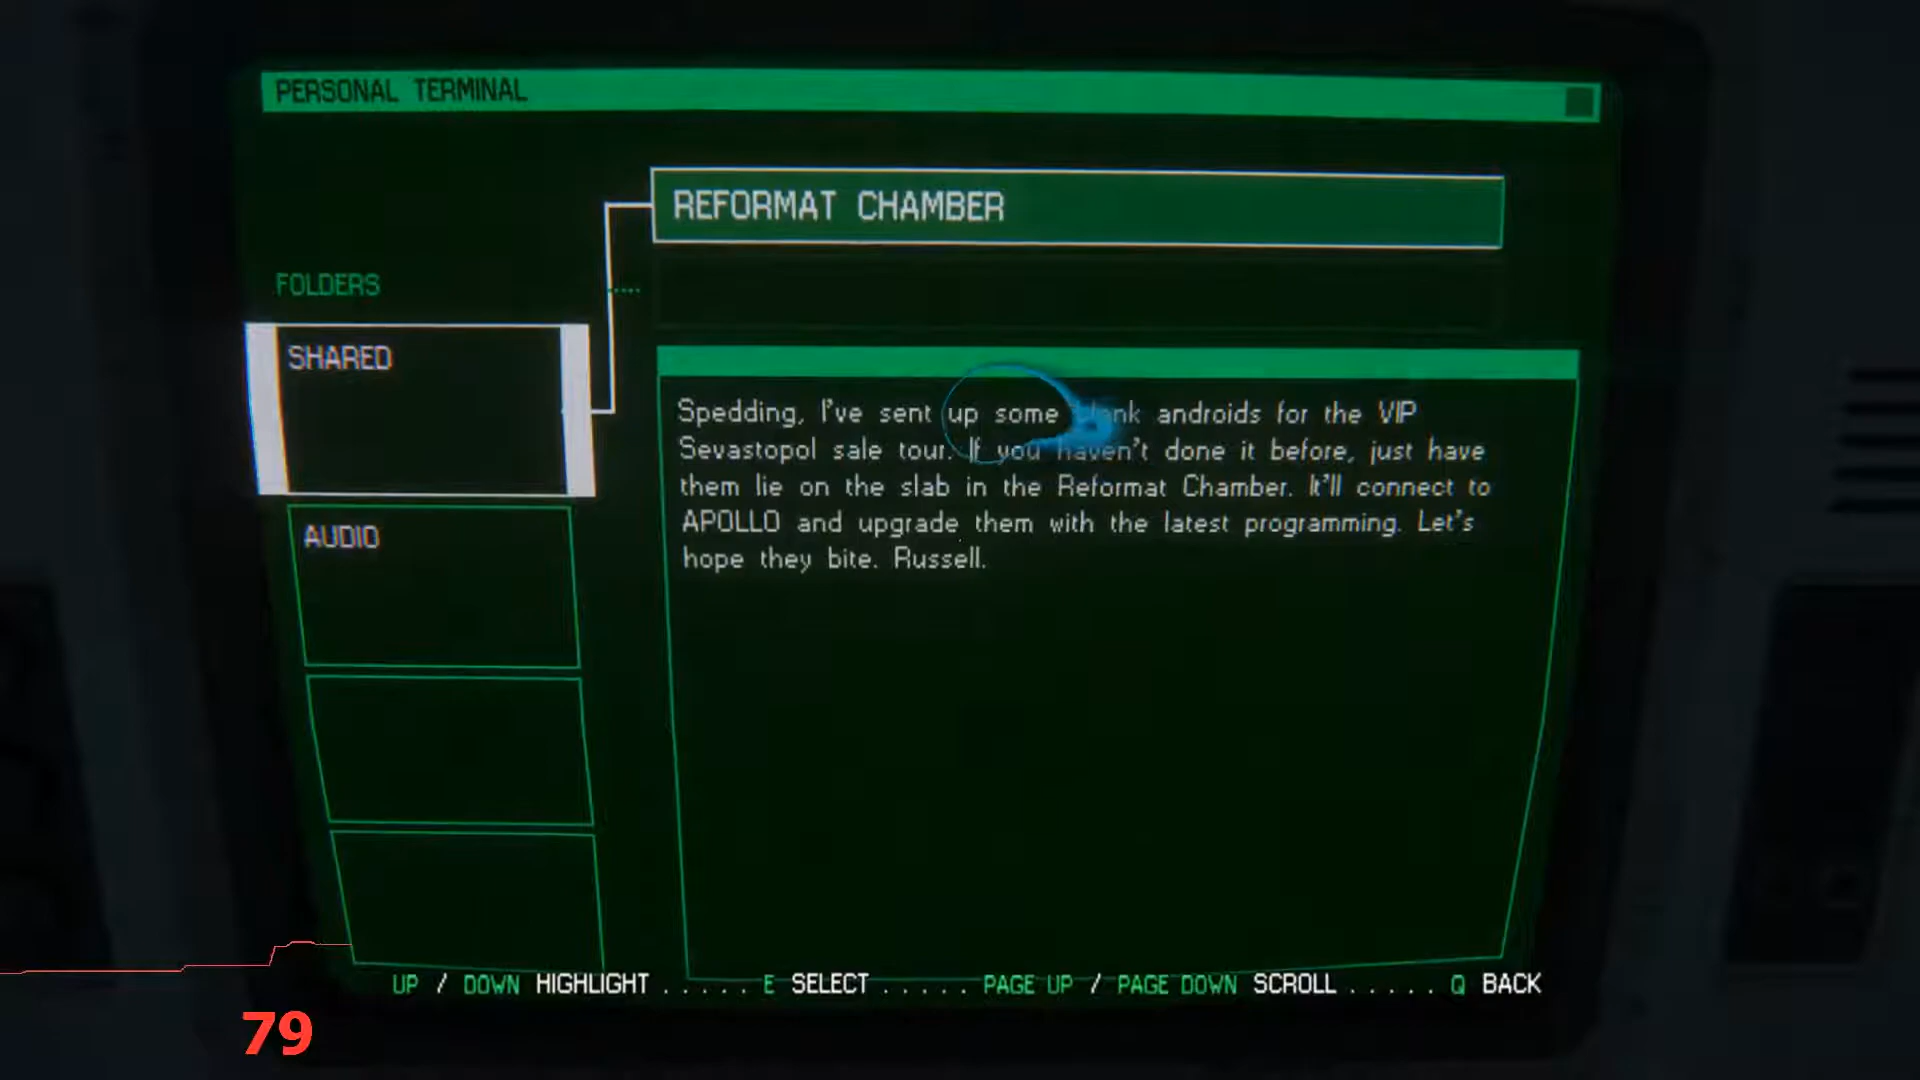 PERSONAL TERMINAL
REFORMAT CHAMBER
FOLDERS
SHARED
AUDIO
Spedding, I've sent up some blank androids for the VIP
Sevastopol sale tour. If you haven't done it before, just have
them lie on the slab in the Reformat Chamber. It'll connect to
APOLLO and upgrade them with the latest programming. Let's
hope they bite. Russell.
UP / DOWN HIGHLIGHT ..... E SELECT ..... PAGE UP / PAGE DOWN SCROLL ..... Q BACK
79